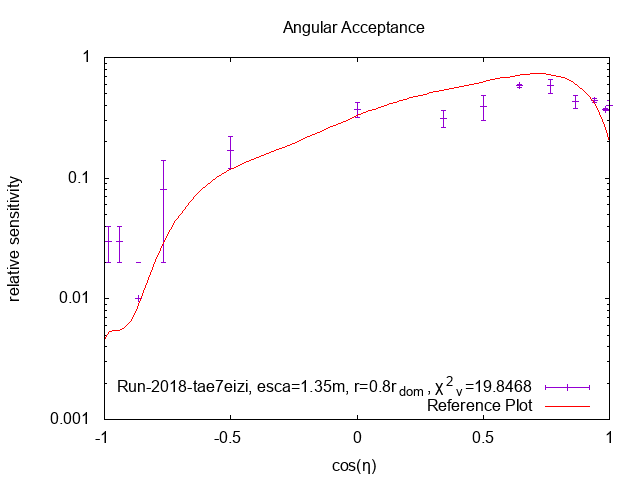 Angular Acceptance
1
0.1
0.01
0.001
relative sensitivity
Run-2018-tae7eizi, esca=1.35m, r=0.8r_dom, χ²_v=19.8468
Reference Plot
-1 -0.5 0 0.5 1
cos(η)